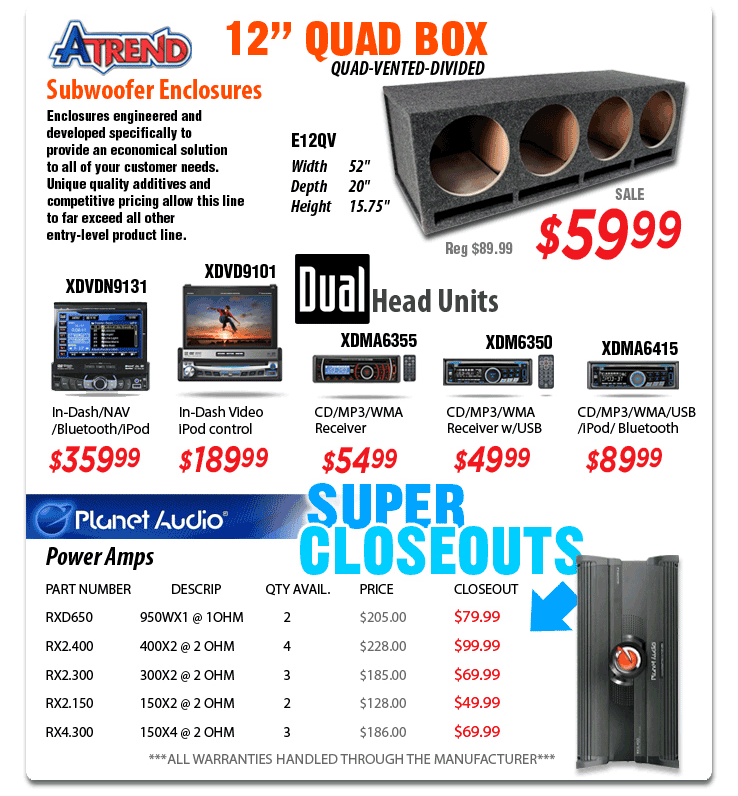 ATREND
12” QUAD BOX
QUAD-VENTED-DIVIDED
Subwoofer Enclosures
Enclosures engineered and
developed specifically to
provide an economical solution
to all of your customer needs.
Unique quality additives and
competitive pricing allow this line
to far exceed all other
entry-level product line.
E12QV
Width 52"
Depth 20"
Height 15.75"
SALE
Reg $89.99
$59.99
Dual Head Units
XDVDN9131
In-Dash/NAV
/Bluetooth/iPod
$359.99
XDVD9101
In-Dash Video
iPod control
$189.99
XDMA6355
CD/MP3/WMA
Receiver
$54.99
XDM6350
CD/MP3/WMA
Receiver w/USB
$49.99
XDMA6415
CD/MP3/WMA/USB
/iPod/ Bluetooth
$89.99
Planet Audio®
SUPER
CLOSEOUTS
Power Amps
PART NUMBER DESCRIP QTY AVAIL. PRICE CLOSEOUT
RXD650 950WX1 @ 1OHM 2 $205.00 $79.99
RX2.400 400X2 @ 2 OHM 4 $228.00 $99.99
RX2.300 300X2 @ 2 OHM 3 $185.00 $69.99
RX2.150 150X2 @ 2 OHM 2 $128.00 $49.99
RX4.300 150X4 @ 2 OHM 3 $186.00 $69.99
Planet Audio
***ALL WARRANTIES HANDLED THROUGH THE MANUFACTURER***